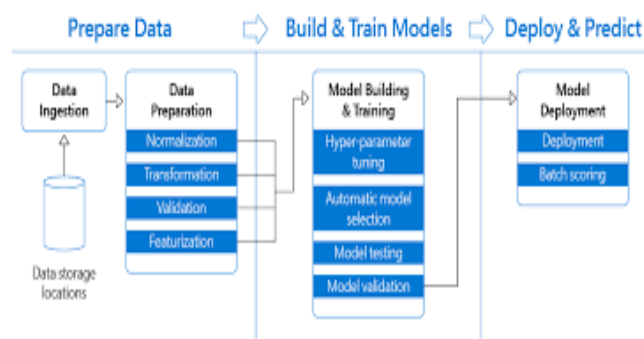 Prepare Data
Build & Train Models
Deploy & Predict
Data
Ingestion
Data storage
locations
Data
Preparation
Normalization
Transformation
Validation
Featurization
Model Building
& Training
Hyper-parameter
tuning
Automatic model
selection
Model testing
Model validation
Model
Deployment
Deployment
Batch scoring